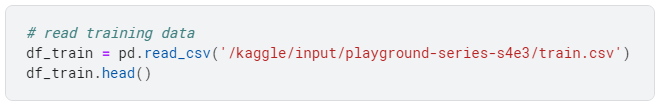 # read training data
df_train = pd.read_csv('/kaggle/input/playground-series-s4e3/train.csv')
df_train.head()